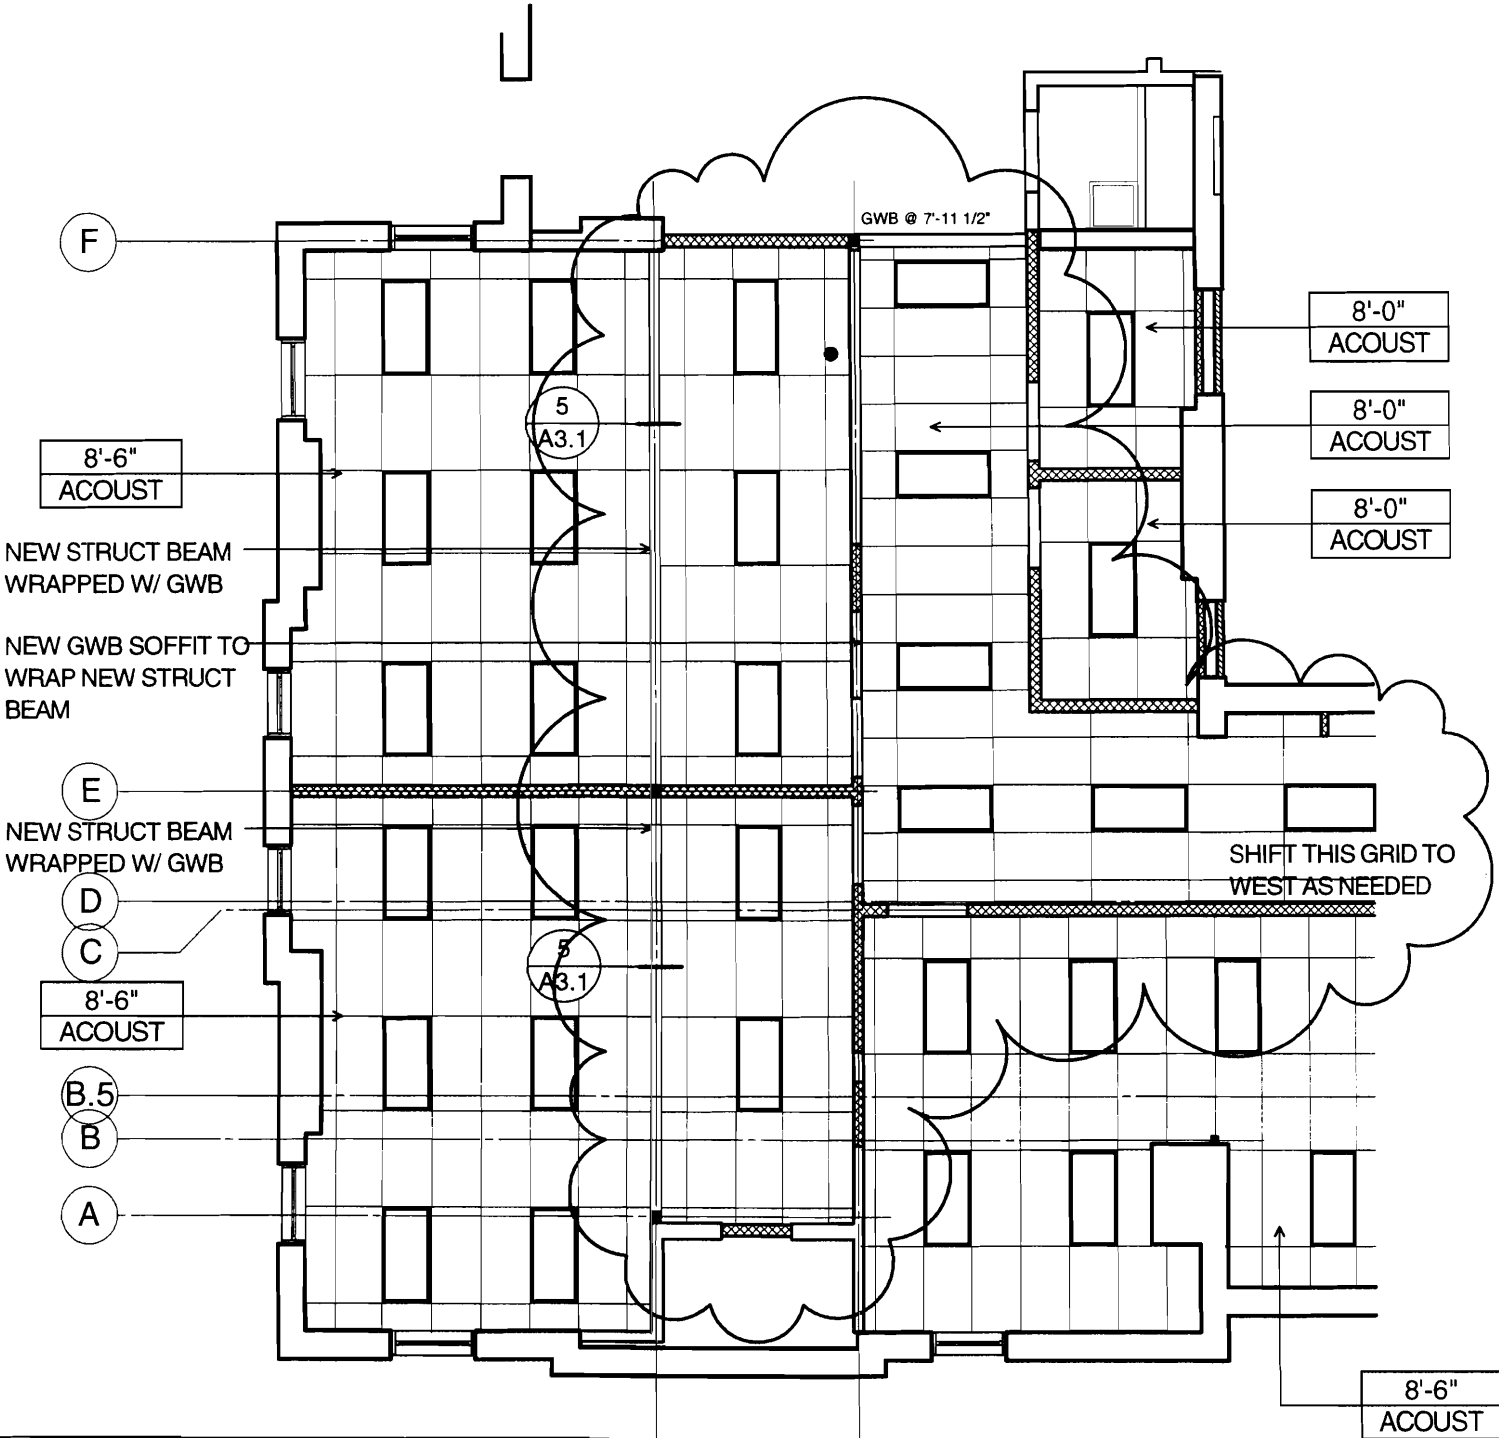 GWB @ 7'-11 1/2"
F
8'-0"
ACOUST
8'-0"
ACOUST
5
A3.1
8'-6"
ACOUST
8'-0"
ACOUST
NEW STRUCT BEAM
WRAPPED W/ GWB
NEW GWB SOFFIT TO
WRAP NEW STRUCT
BEAM
E
NEW STRUCT BEAM
WRAPPED W/ GWB
SHIFT THIS GRID TO
WEST AS NEEDED
D
C
5
A3.1
8'-6"
ACOUST
B.5
B
A
8'-6"
ACOUST